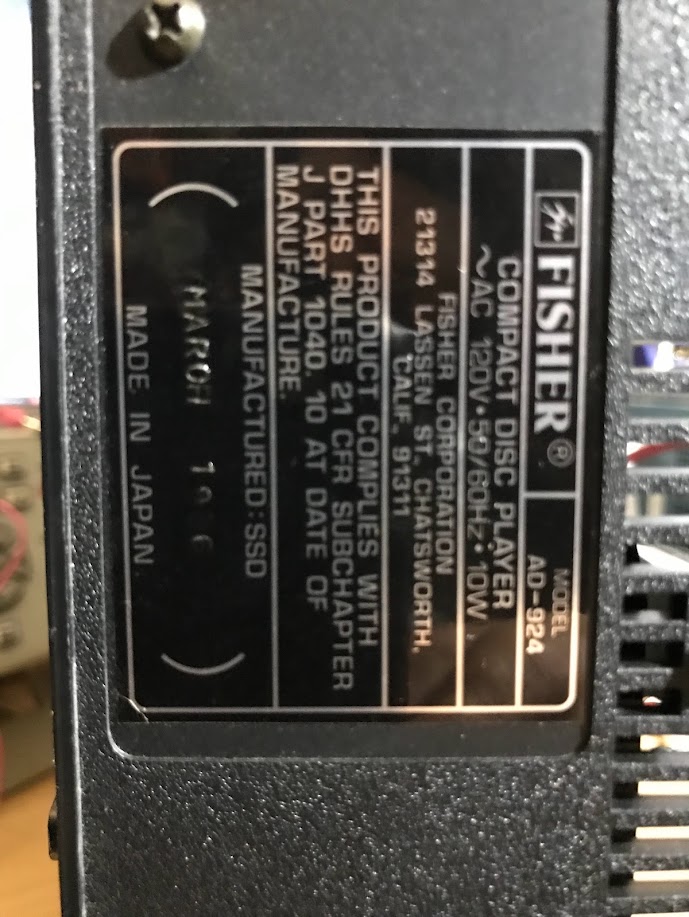 FISHER®
MODEL
AD-924
COMPACT DISC PLAYER
~AC 120V·50/60Hz·10W
FISHER CORPORATION
21314 LASSEN ST. CHATSWORTH,
CALIF. 91311
THIS PRODUCT COMPLIES WITH
DHHS RULES 21 CFR SUBCHAPTER
J PART 1040. 10 AT DATE OF
MANUFACTURE.
MANUFACTURED:SSD
MARCH
MADE IN JAPAN